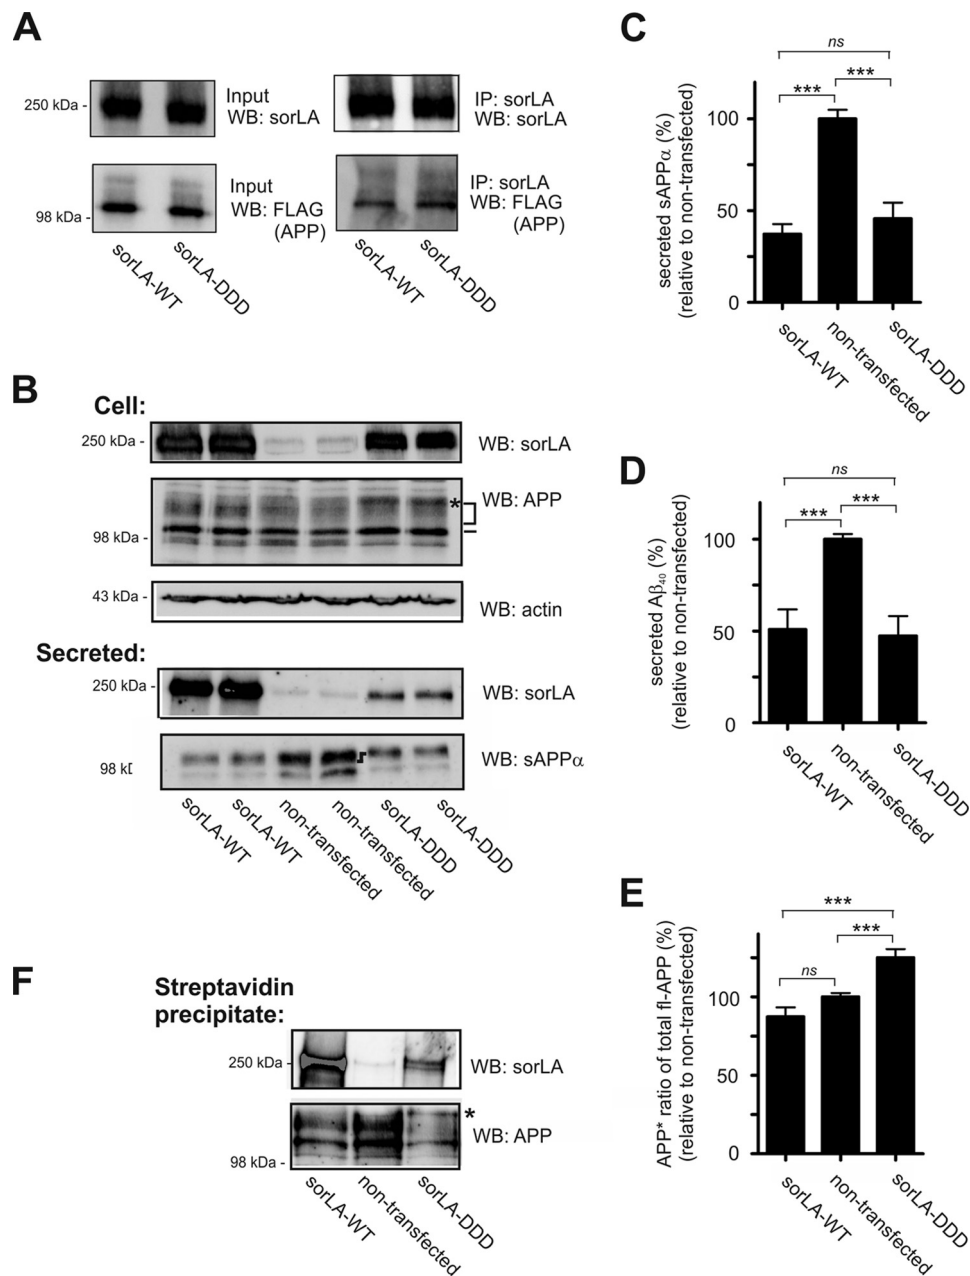 A
250 kDa -
Input
WB: sorLA
IP: sorLA
WB: sorLA
98 kDa -
Input
WB: FLAG
(APP)
IP: sorLA
WB: FLAG
(APP)
sorLA-WT
sorLA-DDD
sorLA-WT
sorLA-DDD
B
Cell:
250 kDa -
WB: sorLA
98 kDa -
*
WB: APP
43 kDa -
WB: actin
Secreted:
250 kDa -
WB: sorLA
98 kD
WB: sAPPα
sorLA-WT
sorLA-WT
non-transfected
non-transfected
sorLA-DDD
sorLA-DDD
F
Streptavidin
precipitate:
250 kDa -
WB: sorLA
*
WB: APP
98 kDa -
sorLA-WT
non-transfected
sorLA-DDD
C
secreted sAPPα (%)
(relative to non-transfected)
ns
*** ***
100
50
0
sorLA-WT
non-transfected
sorLA-DDD
D
secreted Aβ40 (%)
(relative to non-transfected)
ns
*** ***
100
50
0
sorLA-WT
non-transfected
sorLA-DDD
E
APP* ratio of total fl-APP (%)
(relative to non-transfected)
***
***
ns
100
50
0
sorLA-WT
non-transfected
sorLA-DDD